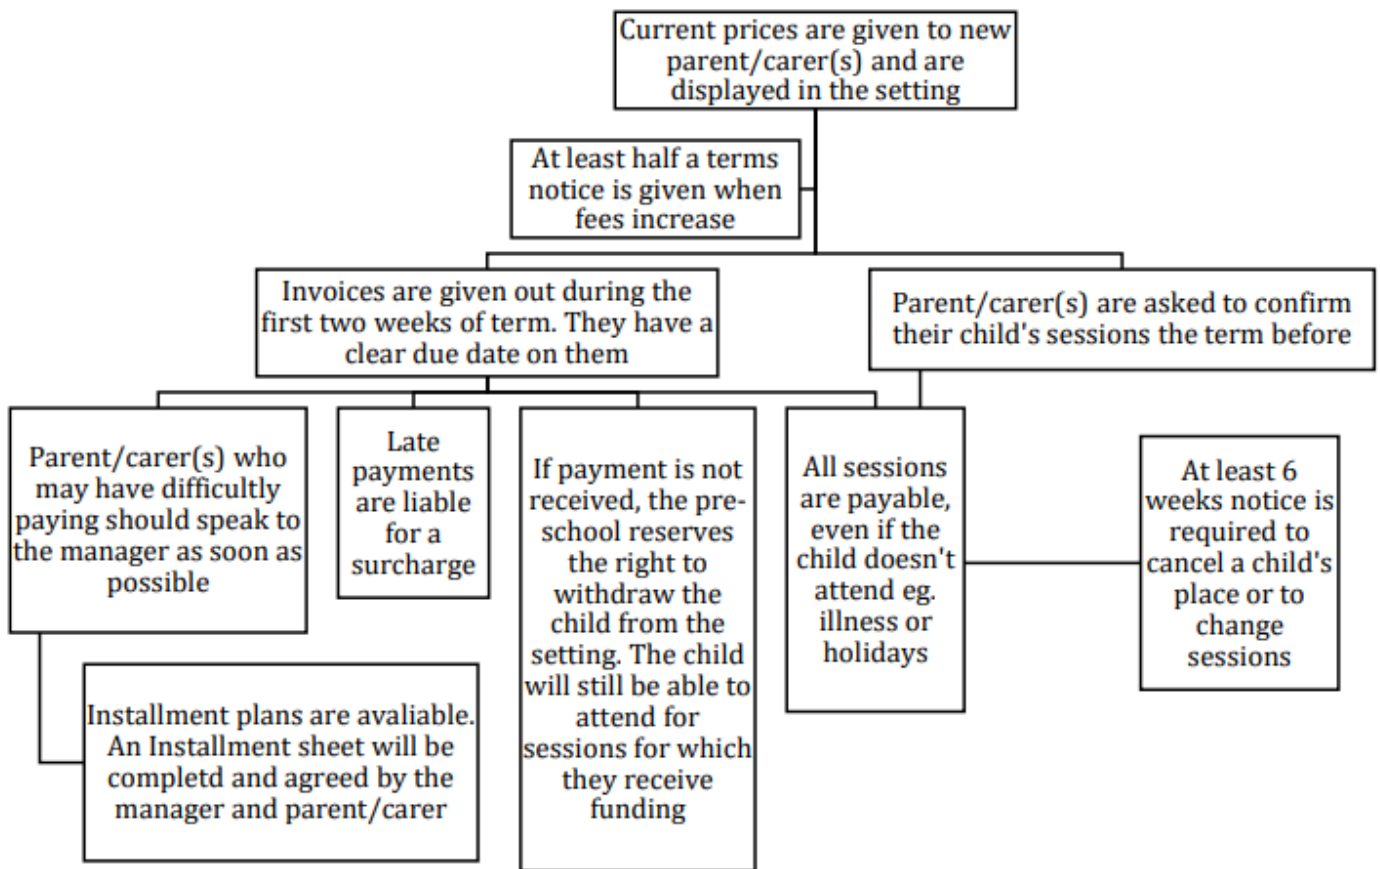 Current prices are given to new
parent/carer(s) and are
displayed in the setting
At least half a terms
notice is given when
fees increase
Invoices are given out during the
first two weeks of term. They have a
clear due date on them
Parent/carer(s) are asked to confirm
their child's sessions the term before
Parent/carer(s) who
may have difficultly
paying should speak to
the manager as soon as
possible
Late
payments
are liable
for a
surcharge
If payment is not
received, the pre-
school reserves
the right to
withdraw the
child from the
setting. The child
will still be able to
attend for
sessions for which
they receive
funding
All sessions
are payable,
even if the
child doesn't
attend eg.
illness or
holidays
At least 6
weeks notice is
required to
cancel a child's
place or to
change
sessions
Installment plans are avaliable.
An Installment sheet will be
completd and agreed by the
manager and parent/carer